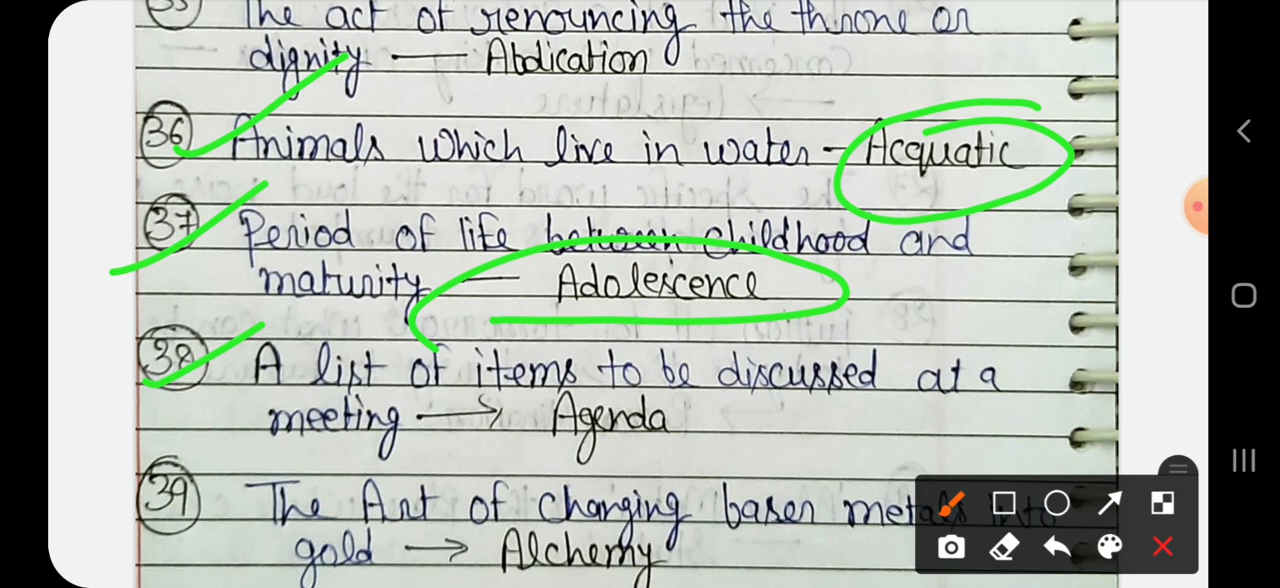 35 The act of renouncing the throne or
dignity — Abdication
36 Animals which live in water - Acquatic
37 Period of life between childhood and
maturity — Adolescence
38 A list of items to be discussed at a
meeting → Agenda
39 The Art of Changing baser metals into
gold → Alchemy